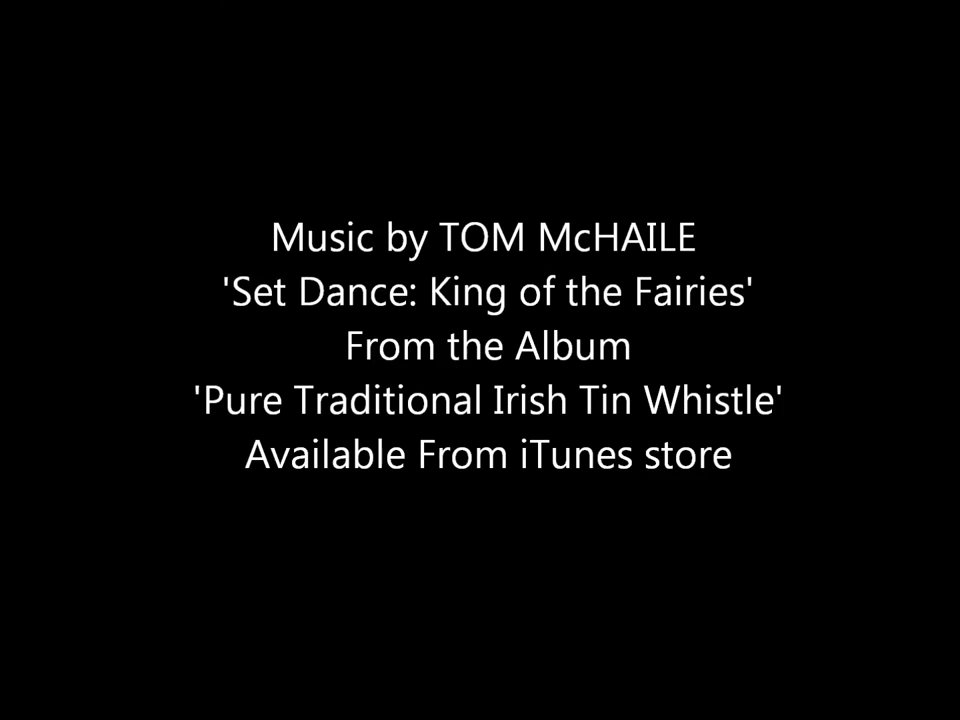 Music by TOM McHAILE
'Set Dance: King of the Fairies'
From the Album
'Pure Traditional Irish Tin Whistle'
Available From iTunes store